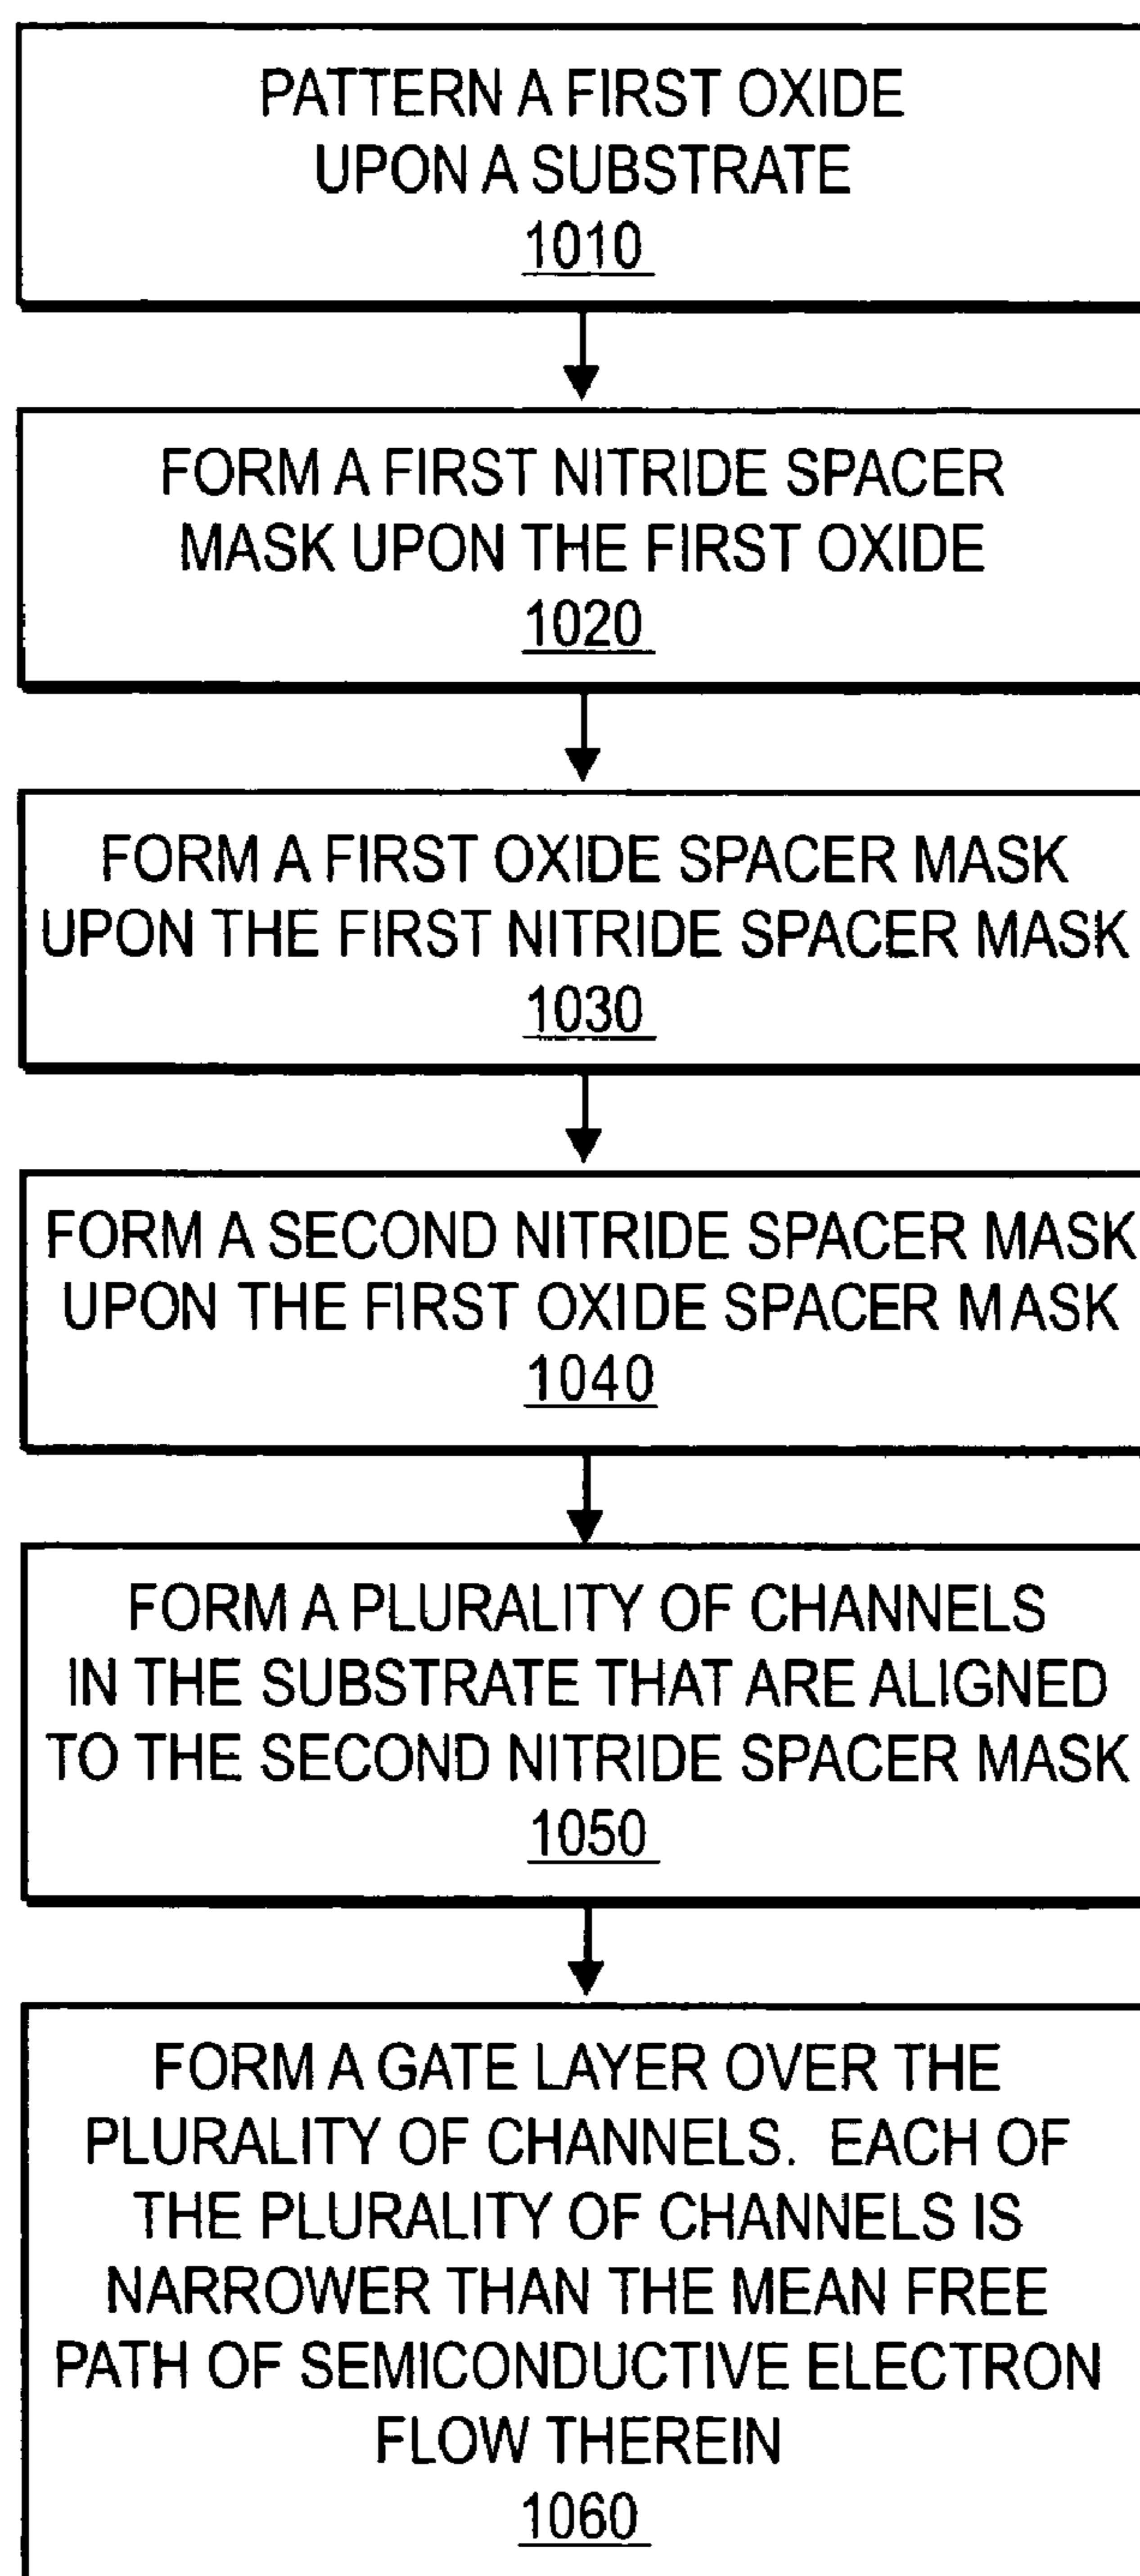 PATTERN A FIRST OXIDE
UPON A SUBSTRATE
1010
FORM A FIRST NITRIDE SPACER
MASK UPON THE FIRST OXIDE
1020
FORM A FIRST OXIDE SPACER MASK
UPON THE FIRST NITRIDE SPACER MASK
1030
FORM A SECOND NITRIDE SPACER MASK
UPON THE FIRST OXIDE SPACER MASK
1040
FORM A PLURALITY OF CHANNELS
IN THE SUBSTRATE THAT ARE ALIGNED
TO THE SECOND NITRIDE SPACER MASK
1050
FORM A GATE LAYER OVER THE
PLURALITY OF CHANNELS. EACH OF
THE PLURALITY OF CHANNELS IS
NARROWER THAN THE MEAN FREE
PATH OF SEMICONDUCTIVE ELECTRON
FLOW THEREIN
1060